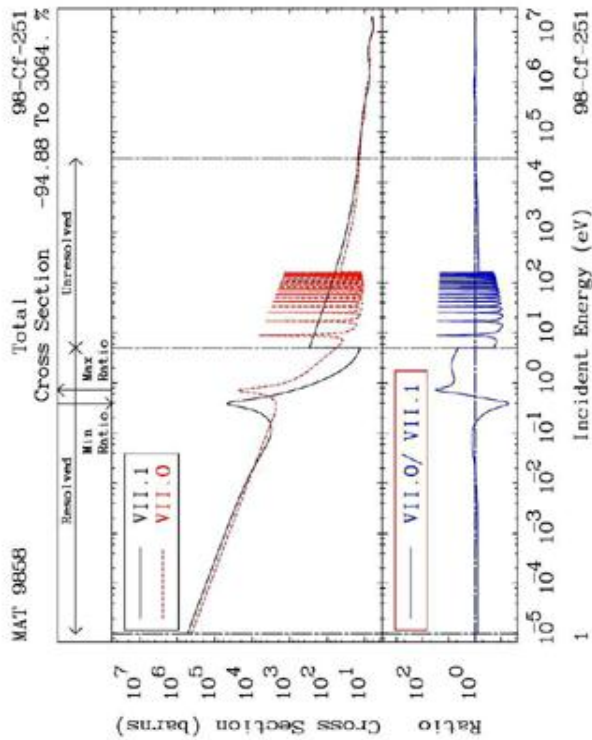 MAT 9858 Total 98-Cf-251
Cross Section -94.88 To 3064. %
Resolved Unresolved
Min Ratio Max Ratio
VII.1
VII.0
10^7
10^6
10^5
10^4
10^3
10^2
10^1
Cross Section (barns)
VII.0/ VII.1
10^2
10^0
Ratio
10^-5 10^-4 10^-3 10^-2 10^-1 10^0 10^1 10^2 10^3 10^4 10^5 10^6 10^7
1 Incident Energy (eV) 98-Cf-251